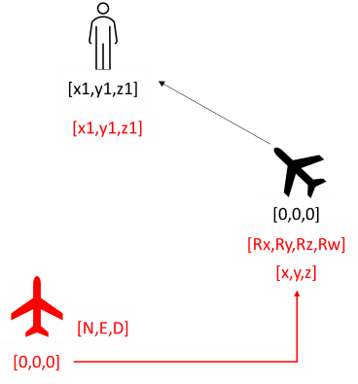 [x1,y1,z1]
[x1,y1,z1]
[0,0,0]
[Rx,Ry,Rz,Rw]
[x,y,z]
[N,E,D]
[0,0,0]